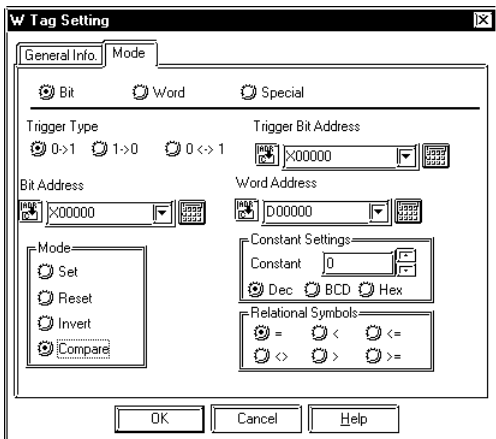 W Tag Setting
General Info. Mode
Bit Word Special
Trigger Type Trigger Bit Address
0->1 1->0 0 <-> 1 X00000
Bit Address Word Address
X00000 D00000
Mode Constant Settings
Set Constant 0
Reset Dec BCD Hex
Invert Relational Symbols
Compare = < <=
<> > >=
OK Cancel Help